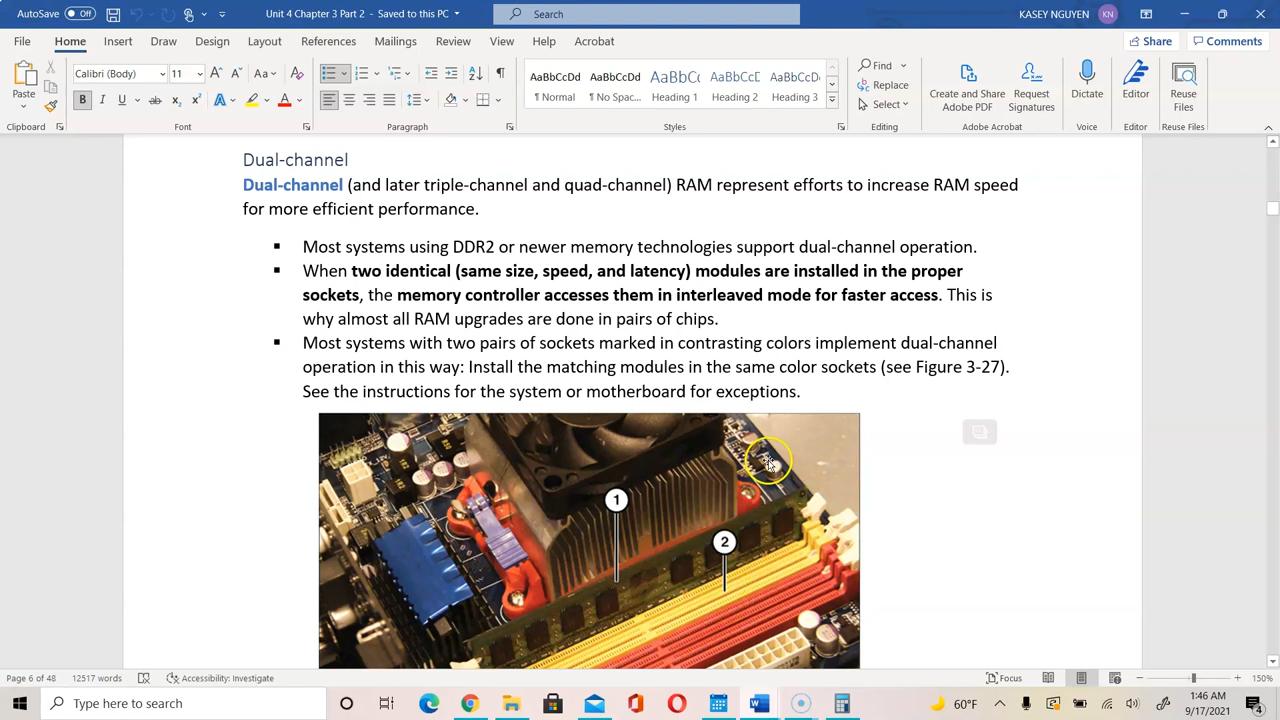 AutoSave Off Unit 4 Chapter 3 Part 2 - Saved to this PC Search KASEY NGUYEN KN
File Home Insert Draw Design Layout References Mailings Review View Help Acrobat Share Comments
Calibri (Body) 11 Aa AaBbCcDd AaBbCcDd AaBbCc AaBbCcD AaBbCcDd Find
Paste ¶ Normal ¶ No Spac... Heading 1 Heading 2 Heading 3 Replace
B I U ab x₂ x² A A Select Create and Share Adobe PDF Request Signatures Dictate Editor Reuse Files
Clipboard Font Paragraph Styles Editing Adobe Acrobat Voice Editor Reuse Files
Dual-channel
Dual-channel (and later triple-channel and quad-channel) RAM represent efforts to increase RAM speed
for more efficient performance.
▪ Most systems using DDR2 or newer memory technologies support dual-channel operation.
▪ When two identical (same size, speed, and latency) modules are installed in the proper
sockets, the memory controller accesses them in interleaved mode for faster access. This is
why almost all RAM upgrades are done in pairs of chips.
▪ Most systems with two pairs of sockets marked in contrasting colors implement dual-channel
operation in this way: Install the matching modules in the same color sockets (see Figure 3-27).
See the instructions for the system or motherboard for exceptions.
1
2
Page 6 of 48 12517 words Accessibility: Investigate Focus 150%
Type here to search 60°F 1:46 AM
9/17/2021 4